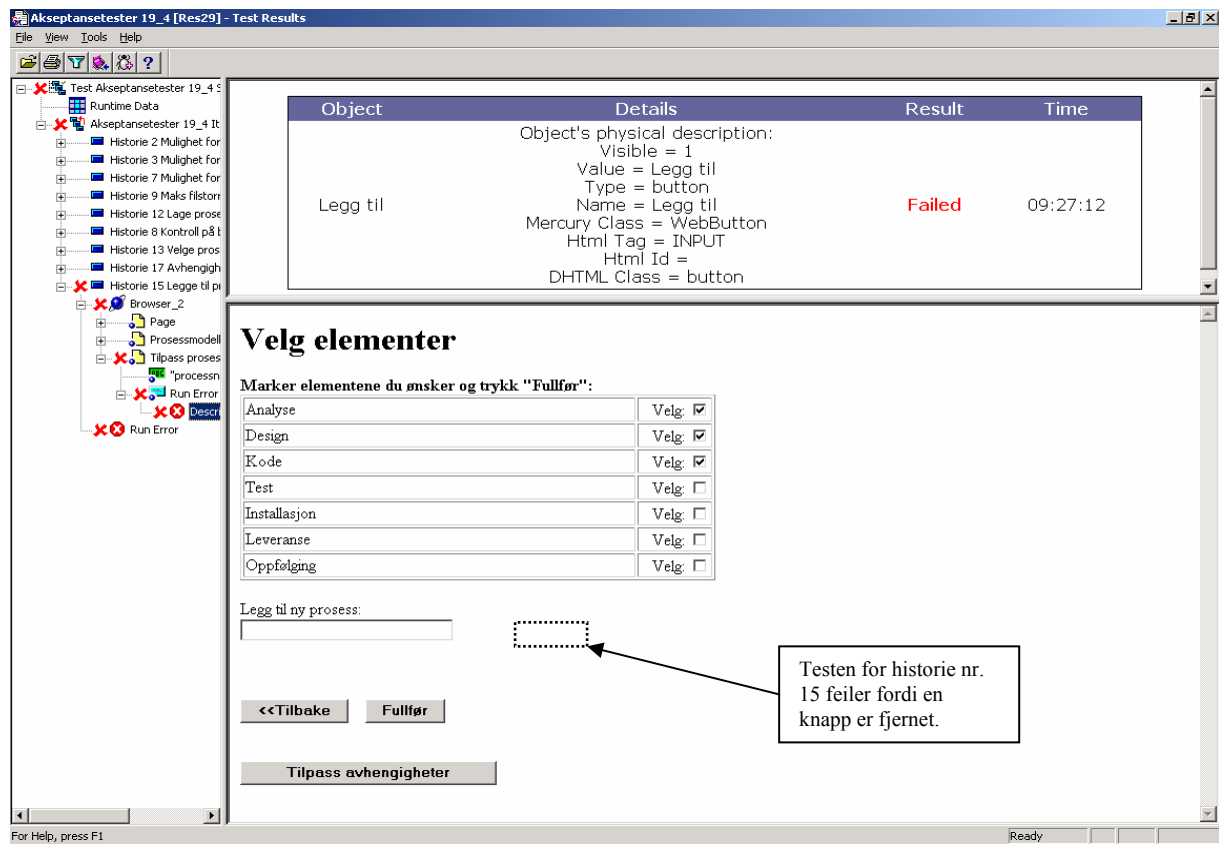 Akseptansetester 19_4 [Res29] - Test Results
File View Tools Help
Test Akseptansetester 19_4 S
Runtime Data
Akseptansetester 19_4 It
Historie 2 Mulighet for
Historie 3 Mulighet for
Historie 7 Mulighet for
Historie 9 Maks filstorr
Historie 12 Lage prose
Historie 8 Kontroll på b
Historie 13 Velge pros
Historie 17 Avhengigh
Historie 15 Legge til pr
Browser_2
Page
Prosessmodell
Tilpass proses
"processn
Run Error
Descri
Run Error
Object Details Result Time
Object's physical description:
Visible = 1
Value = Legg til
Type = button
Legg til Name = Legg til Failed 09:27:12
Mercury Class = WebButton
Html Tag = INPUT
Html Id =
DHTML Class = button
Velg elementer
Marker elementene du ønsker og trykk "Fullfør":
Analyse Velg:
Design Velg:
Kode Velg:
Test Velg:
Installasjon Velg:
Leveranse Velg:
Oppfølging Velg:
Legg til ny prosess:
Testen for historie nr.
15 feiler fordi en
knapp er fjernet.
<<Tilbake Fullfør
Tilpass avhengigheter
For Help, press F1 Ready